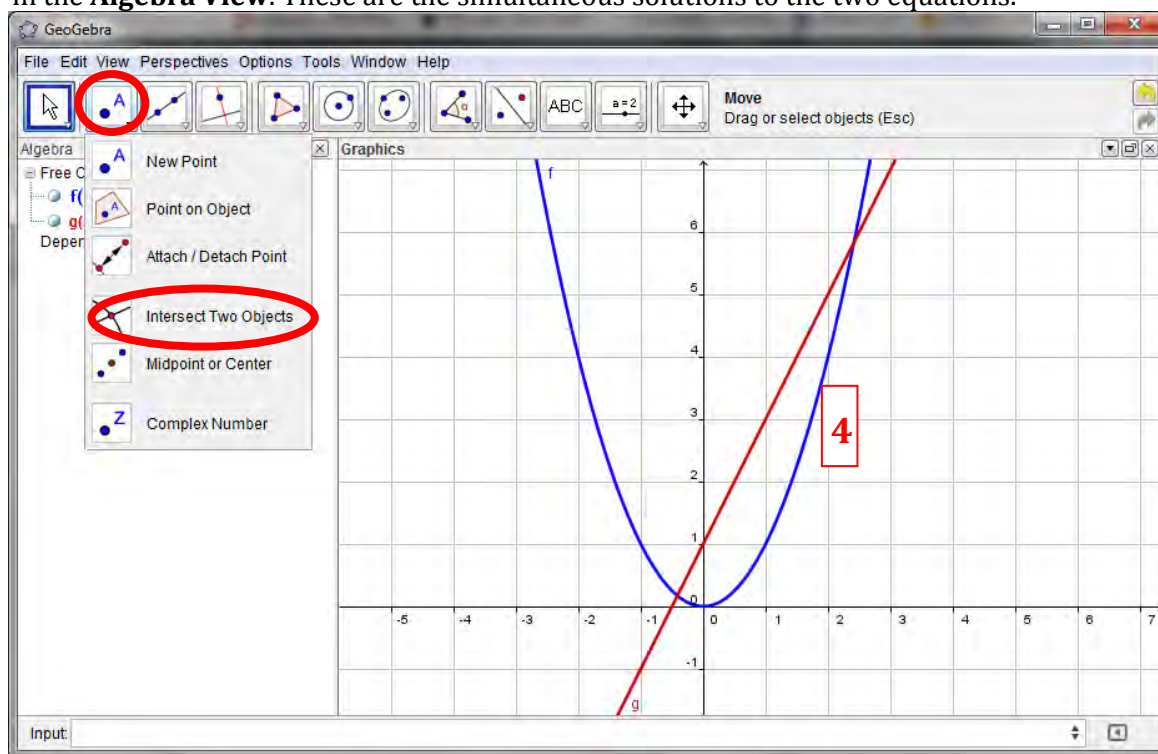 in the Algebra View. These are the simultaneous solutions to the two equations.
GeoGebra
File Edit View Perspectives Options Tools Window Help
A
ABC
a=2
Move
Drag or select objects (Esc)
Algebra
Graphics
Free C
f(
g(
Deper
A New Point
A Point on Object
Attach / Detach Point
Intersect Two Objects
Midpoint or Center
Z Complex Number
f
6
5
4
3
2
1
0
-5 -4 -3 -2 -1 0 1 2 3 4 5 6 7
-1
g
4
Input: